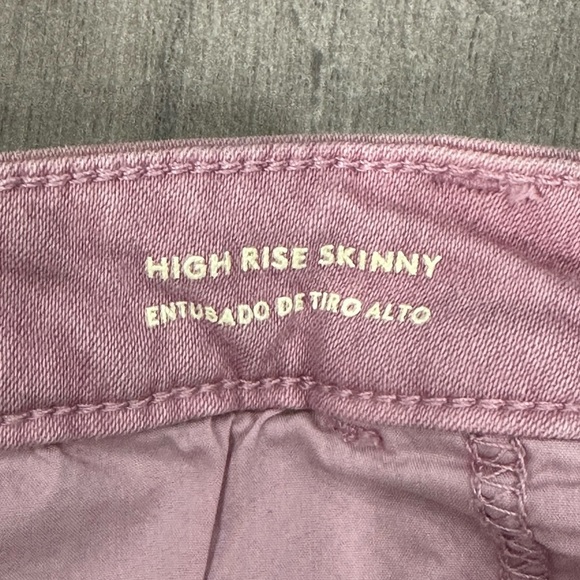 HIGH RISE SKINNY
ENTUBADO DE TIRO ALTO